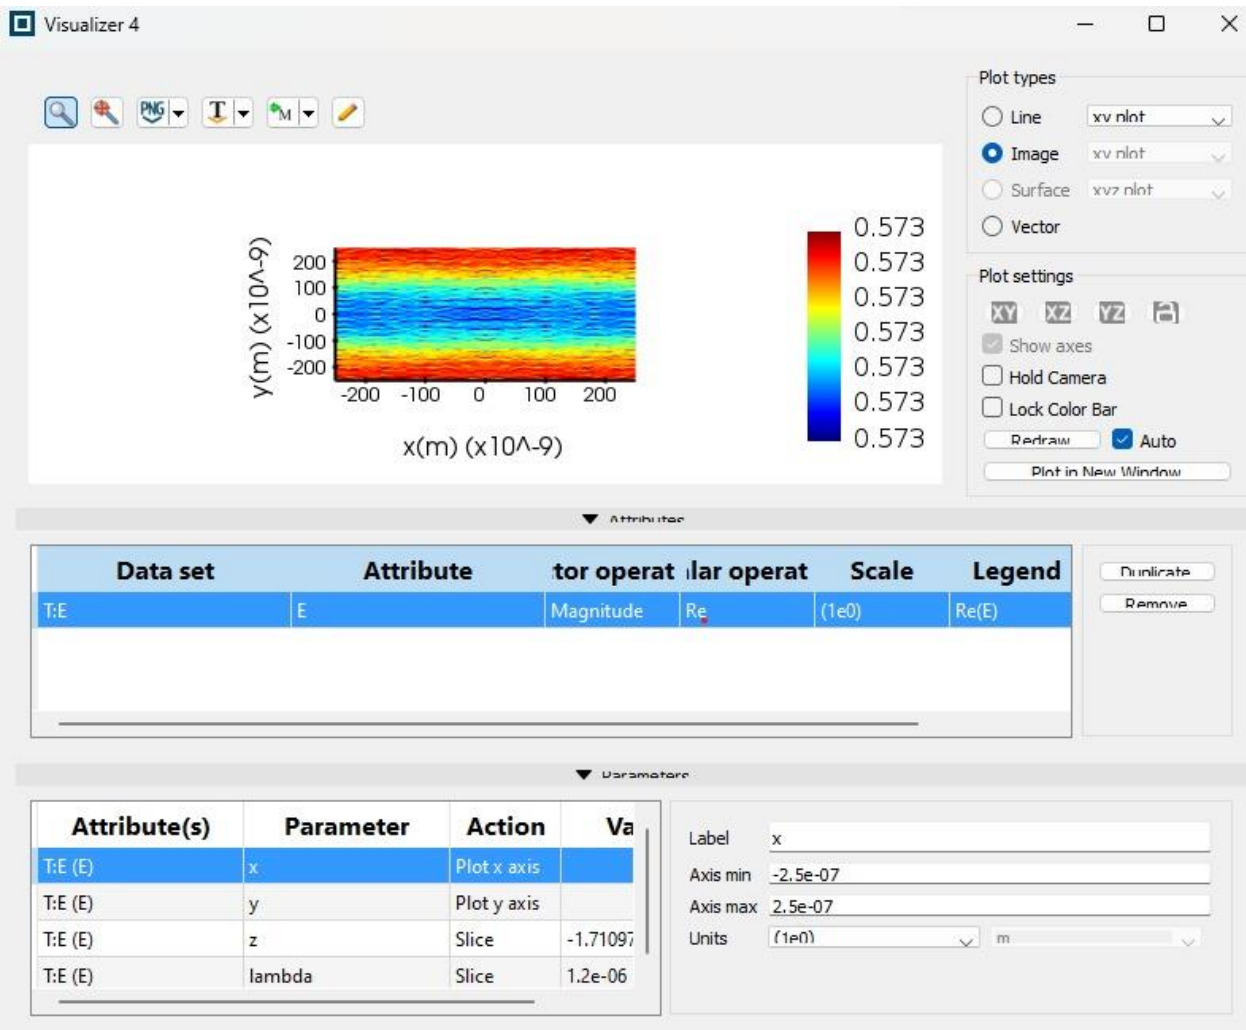 Visualizer 4
Plot types
PNG
T
M
Line
xy plot
Image
xy plot
Surface
xyz plot
Vector
Plot settings
XY
XZ
YZ
Show axes
Hold Camera
Lock Color Bar
Redraw
Auto
Plot in New Window
y(m) (x10^-9)
200
100
0
-100
-200
-200 -100 0 100 200
x(m) (x10^-9)
0.573
0.573
0.573
0.573
0.573
0.573
0.573
Attributes
Data set Attribute tor operat lar operat Scale Legend
T:E E Magnitude Re (1e0) Re(E)
Duplicate
Remove
Parameters
Attribute(s) Parameter Action Va
T:E (E) x Plot x axis
T:E (E) y Plot y axis
T:E (E) z Slice -1.71097
T:E (E) lambda Slice 1.2e-06
Label x
Axis min -2.5e-07
Axis max 2.5e-07
Units (1e0) m